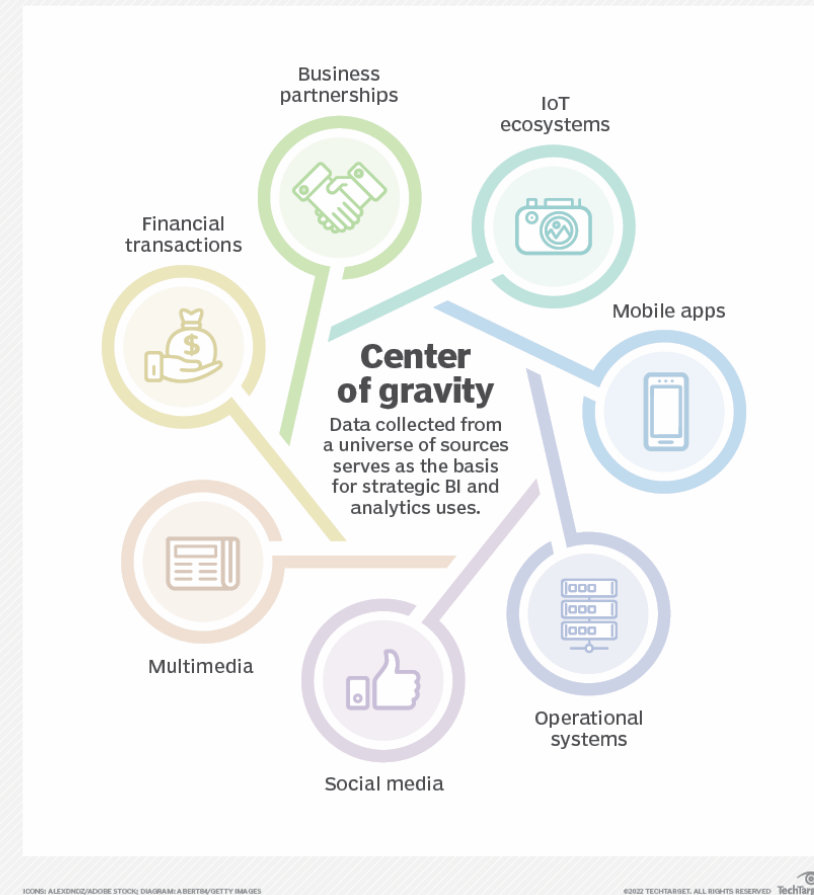 Business
partnerships
IoT
ecosystems
Financial
transactions
Mobile apps
$
Center
of gravity
Data collected from
a universe of sources
serves as the basis
for strategic BI and
analytics uses.
Multimedia
Operational
systems
Social media
ICONS: ALEXDNDZ/ADOBE STOCK; DIAGRAM: ABERT84/GETTY IMAGES
©2022 TECHTARGET. ALL RIGHTS RESERVED